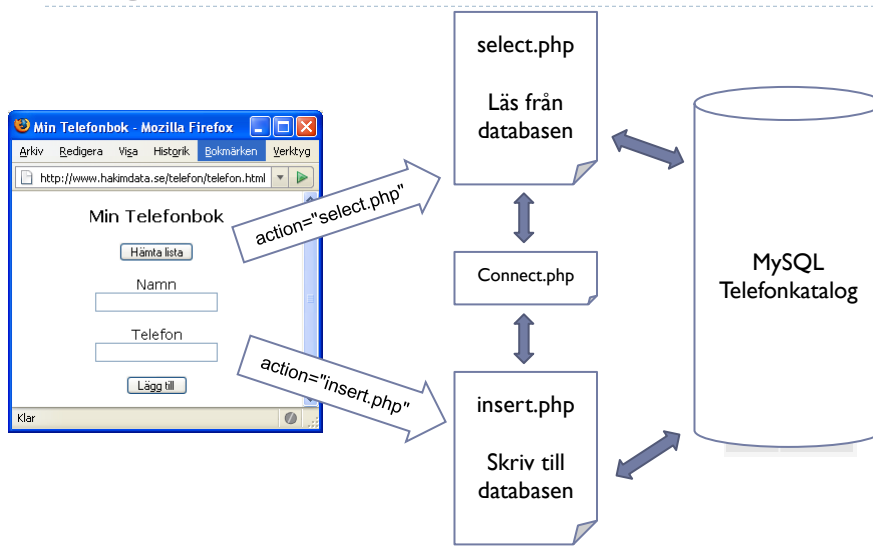 Min Telefonbok - Mozilla Firefox
Arkiv Redigera Visa Historik Bokmärken Verktyg
http://www.hakimdata.se/telefon/telefon.html
Min Telefonbok
Hämta lista
Namn
Telefon
Lägg till
Klar
action="select.php"
action="insert.php"
select.php
Läs från
databasen
Connect.php
insert.php
Skriv till
databasen
MySQL
Telefonkatalog